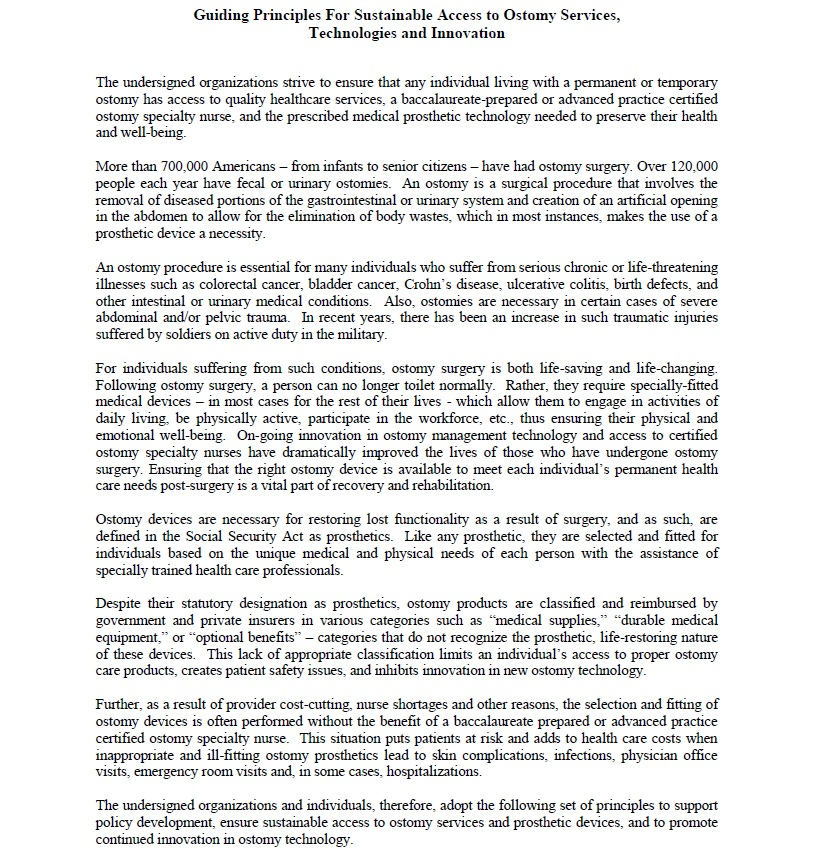 Guiding Principles For Sustainable Access to Ostomy Services,
Technologies and Innovation
The undersigned organizations strive to ensure that any individual living with a permanent or temporary
ostomy has access to quality healthcare services, a baccalaureate-prepared or advanced practice certified
ostomy specialty nurse, and the prescribed medical prosthetic technology needed to preserve their health
and well-being.
More than 700,000 Americans – from infants to senior citizens – have had ostomy surgery. Over 120,000
people each year have fecal or urinary ostomies.  An ostomy is a surgical procedure that involves the
removal of diseased portions of the gastrointestinal or urinary system and creation of an artificial opening
in the abdomen to allow for the elimination of body wastes, which in most instances, makes the use of a
prosthetic device a necessity.
An ostomy procedure is essential for many individuals who suffer from serious chronic or life-threatening
illnesses such as colorectal cancer, bladder cancer, Crohn's disease, ulcerative colitis, birth defects, and
other intestinal or urinary medical conditions.  Also, ostomies are necessary in certain cases of severe
abdominal and/or pelvic trauma.  In recent years, there has been an increase in such traumatic injuries
suffered by soldiers on active duty in the military.
For individuals suffering from such conditions, ostomy surgery is both life-saving and life-changing.
Following ostomy surgery, a person can no longer toilet normally.  Rather, they require specially-fitted
medical devices – in most cases for the rest of their lives - which allow them to engage in activities of
daily living, be physically active, participate in the workforce, etc., thus ensuring their physical and
emotional well-being.  On-going innovation in ostomy management technology and access to certified
ostomy specialty nurses have dramatically improved the lives of those who have undergone ostomy
surgery. Ensuring that the right ostomy device is available to meet each individual's permanent health
care needs post-surgery is a vital part of recovery and rehabilitation.
Ostomy devices are necessary for restoring lost functionality as a result of surgery, and as such, are
defined in the Social Security Act as prosthetics.  Like any prosthetic, they are selected and fitted for
individuals based on the unique medical and physical needs of each person with the assistance of
specially trained health care professionals.
Despite their statutory designation as prosthetics, ostomy products are classified and reimbursed by
government and private insurers in various categories such as "medical supplies," "durable medical
equipment," or "optional benefits" – categories that do not recognize the prosthetic, life-restoring nature
of these devices.  This lack of appropriate classification limits an individual's access to proper ostomy
care products, creates patient safety issues, and inhibits innovation in new ostomy technology.
Further, as a result of provider cost-cutting, nurse shortages and other reasons, the selection and fitting of
ostomy devices is often performed without the benefit of a baccalaureate prepared or advanced practice
certified ostomy specialty nurse.  This situation puts patients at risk and adds to health care costs when
inappropriate and ill-fitting ostomy prosthetics lead to skin complications, infections, physician office
visits, emergency room visits and, in some cases, hospitalizations.
The undersigned organizations and individuals, therefore, adopt the following set of principles to support
policy development, ensure sustainable access to ostomy services and prosthetic devices, and to promote
continued innovation in ostomy technology.